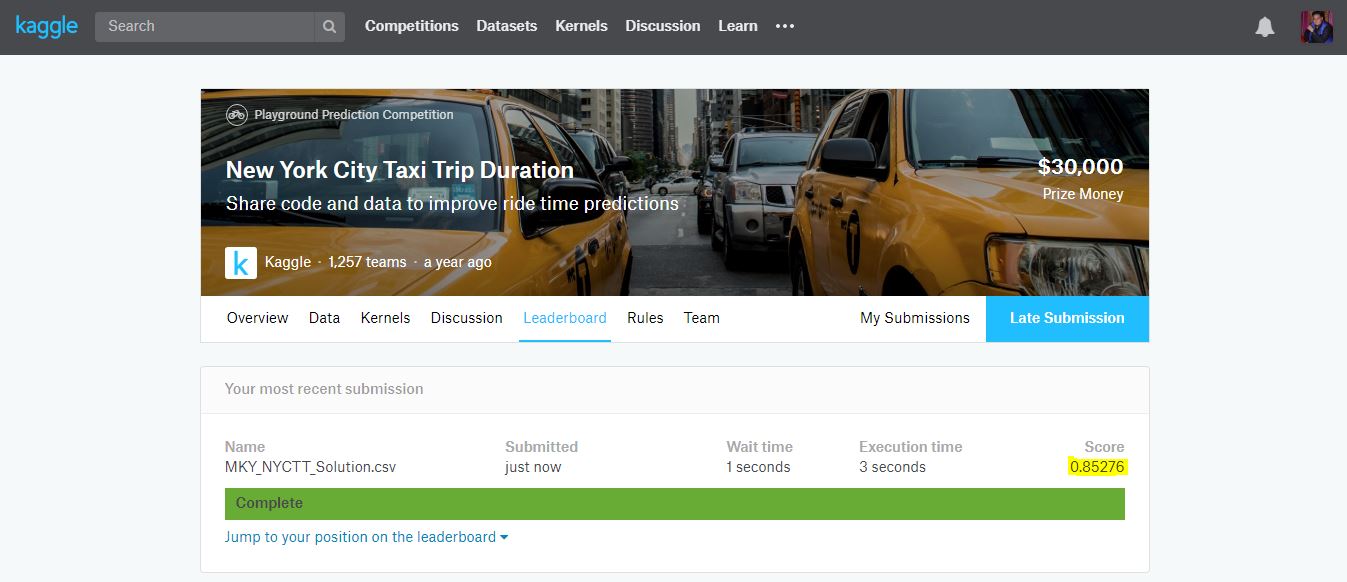 kaggle Search Competitions Datasets Kernels Discussion Learn •••
Playground Prediction Competition
New York City Taxi Trip Duration
$30,000
Share code and data to improve ride time predictions
Prize Money
k Kaggle · 1,257 teams · a year ago
Overview Data Kernels Discussion Leaderboard Rules Team My Submissions Late Submission
Your most recent submission
Name Submitted Wait time Execution time Score
MKY_NYCTT_Solution.csv just now 1 seconds 3 seconds 0.85276
Complete
Jump to your position on the leaderboard